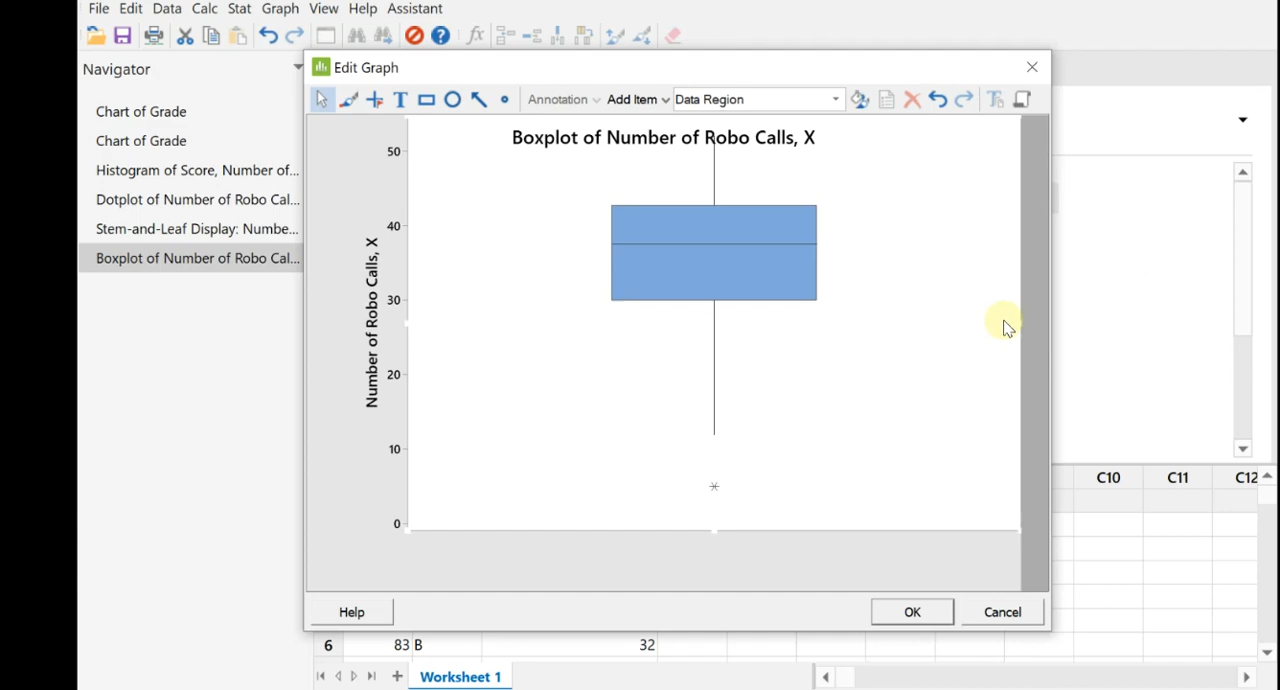 File Edit Data Calc Stat Graph View Help Assistant
fx
Navigator
Chart of Grade
Chart of Grade
Histogram of Score, Number of...
Dotplot of Number of Robo Cal...
Stem-and-Leaf Display: Numbe...
Boxplot of Number of Robo Cal...
Edit Graph
T Annotation Add Item Data Region
Boxplot of Number of Robo Calls, X
Number of Robo Calls, X
50
40
30
20
10
0
Help OK Cancel
C10 C11 C12
6 83 B 32
Worksheet 1